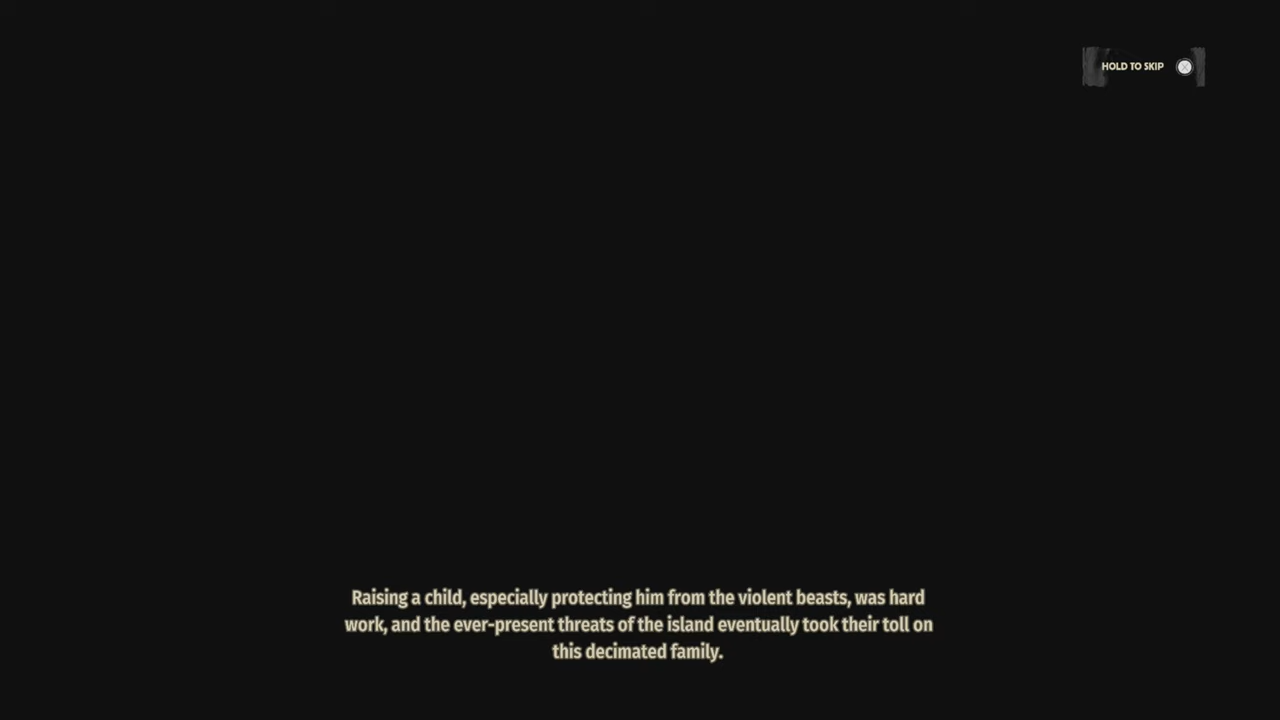 HOLD TO SKIP
Raising a child, especially protecting him from the violent beasts, was hard
work, and the ever-present threats of the island eventually took their toll on
this decimated family.